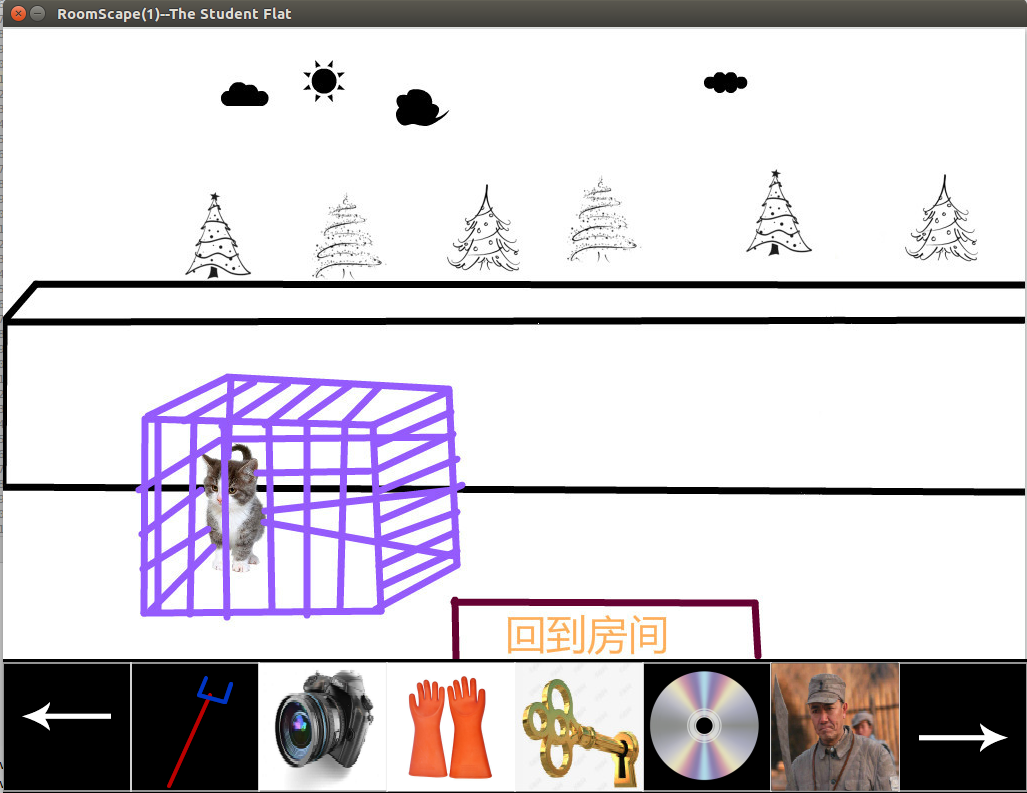 RoomScape(1)--The Student Flat
回到房间